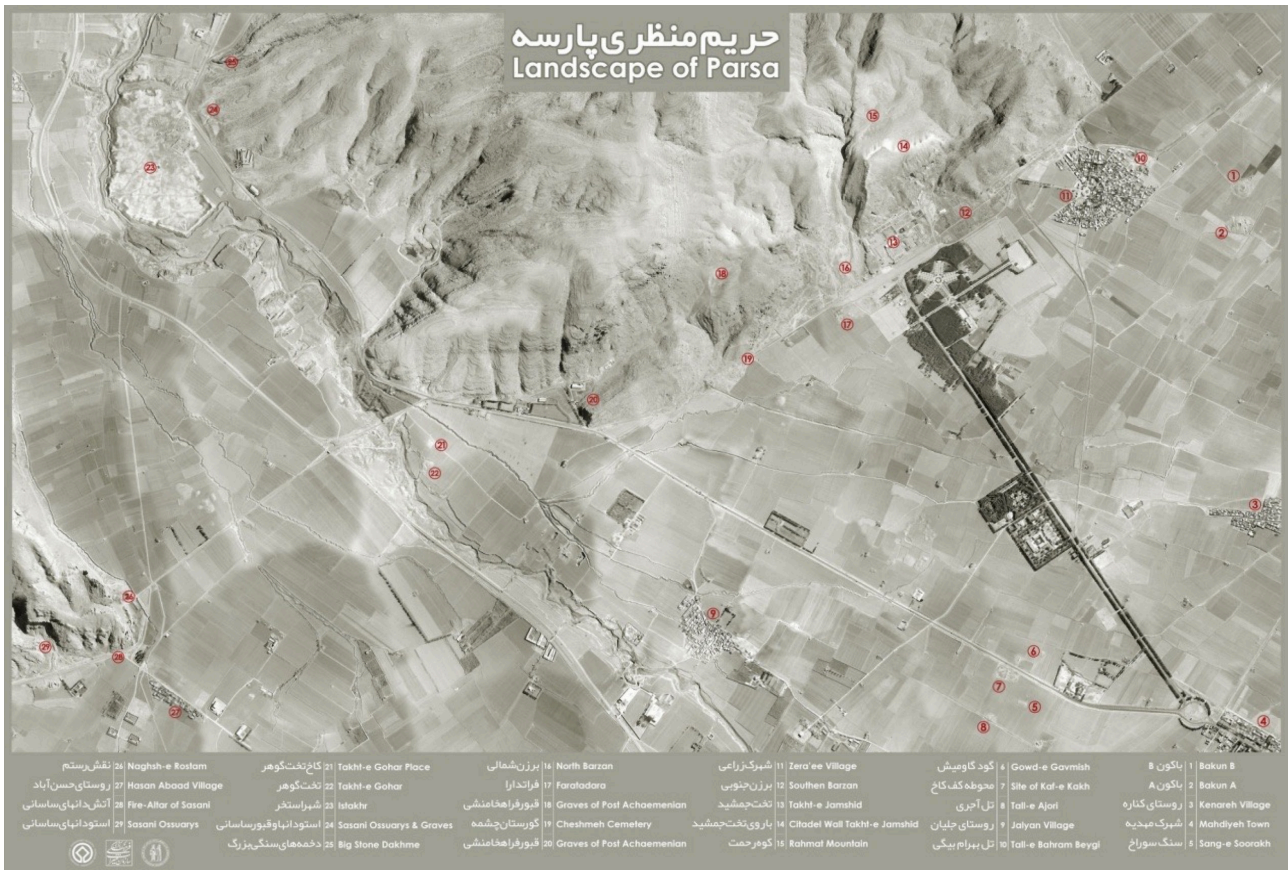 حریم منظری پارسه
Landscape of Parsa
25
24
15
14
23
10
1
11
12
2
13
16
18
17
19
20
21
22
3
26
9
29
6
28
7
5
27
4
8
باکون B | 1 | Bakun B
باکون A | 2 | Bakun A
روستای کناره | 3 | Kenareh Village
شهرک مهدیه | 4 | Mahdiyeh Town
سنگ سوراخ | 5 | Sang-e Soorakh
گود گاومیش | 6 | Gowd-e Gavmish
محوطه کف کاخ | 7 | Site of Kaf-e Kakh
تل آجری | 8 | Tall-e Ajori
روستای جلیان | 9 | Jalyan Village
تل بهرام بیگی | 10 | Tall-e Bahram Beygi
شهرک زراعی | 11 | Zera'ee Village
برزن جنوبی | 12 | Southen Barzan
تخت جمشید | 13 | Takht-e Jamshid
باروی تخت جمشید | 14 | Citadel Wall Takht-e Jamshid
کوه رحمت | 15 | Rahmat Mountain
برزن شمالی | 16 | North Barzan
فراتدارا | 17 | Faratadara
قبور فراهخامنشی | 18 | Graves of Post Achaemenian
گورستان چشمه | 19 | Cheshmeh Cemetery
قبور فراهخامنشی | 20 | Graves of Post Achaemenian
کاخ تخت گوهر | 21 | Takht-e Gohar Place
تخت گوهر | 22 | Takht-e Gohar
شهر استخر | 23 | Istakhr
استودانها و قبور ساسانی | 24 | Sasani Ossuarys & Graves
دخمه‌های سنگی بزرگ | 25 | Big Stone Dakhme
نقش رستم | 26 | Naghsh-e Rostam
روستای حسن آباد | 27 | Hasan Abaad Village
آتش دانهای ساسانی | 28 | Fire-Altar of Sasani
استودانهای ساسانی | 29 | Sasani Ossuarys